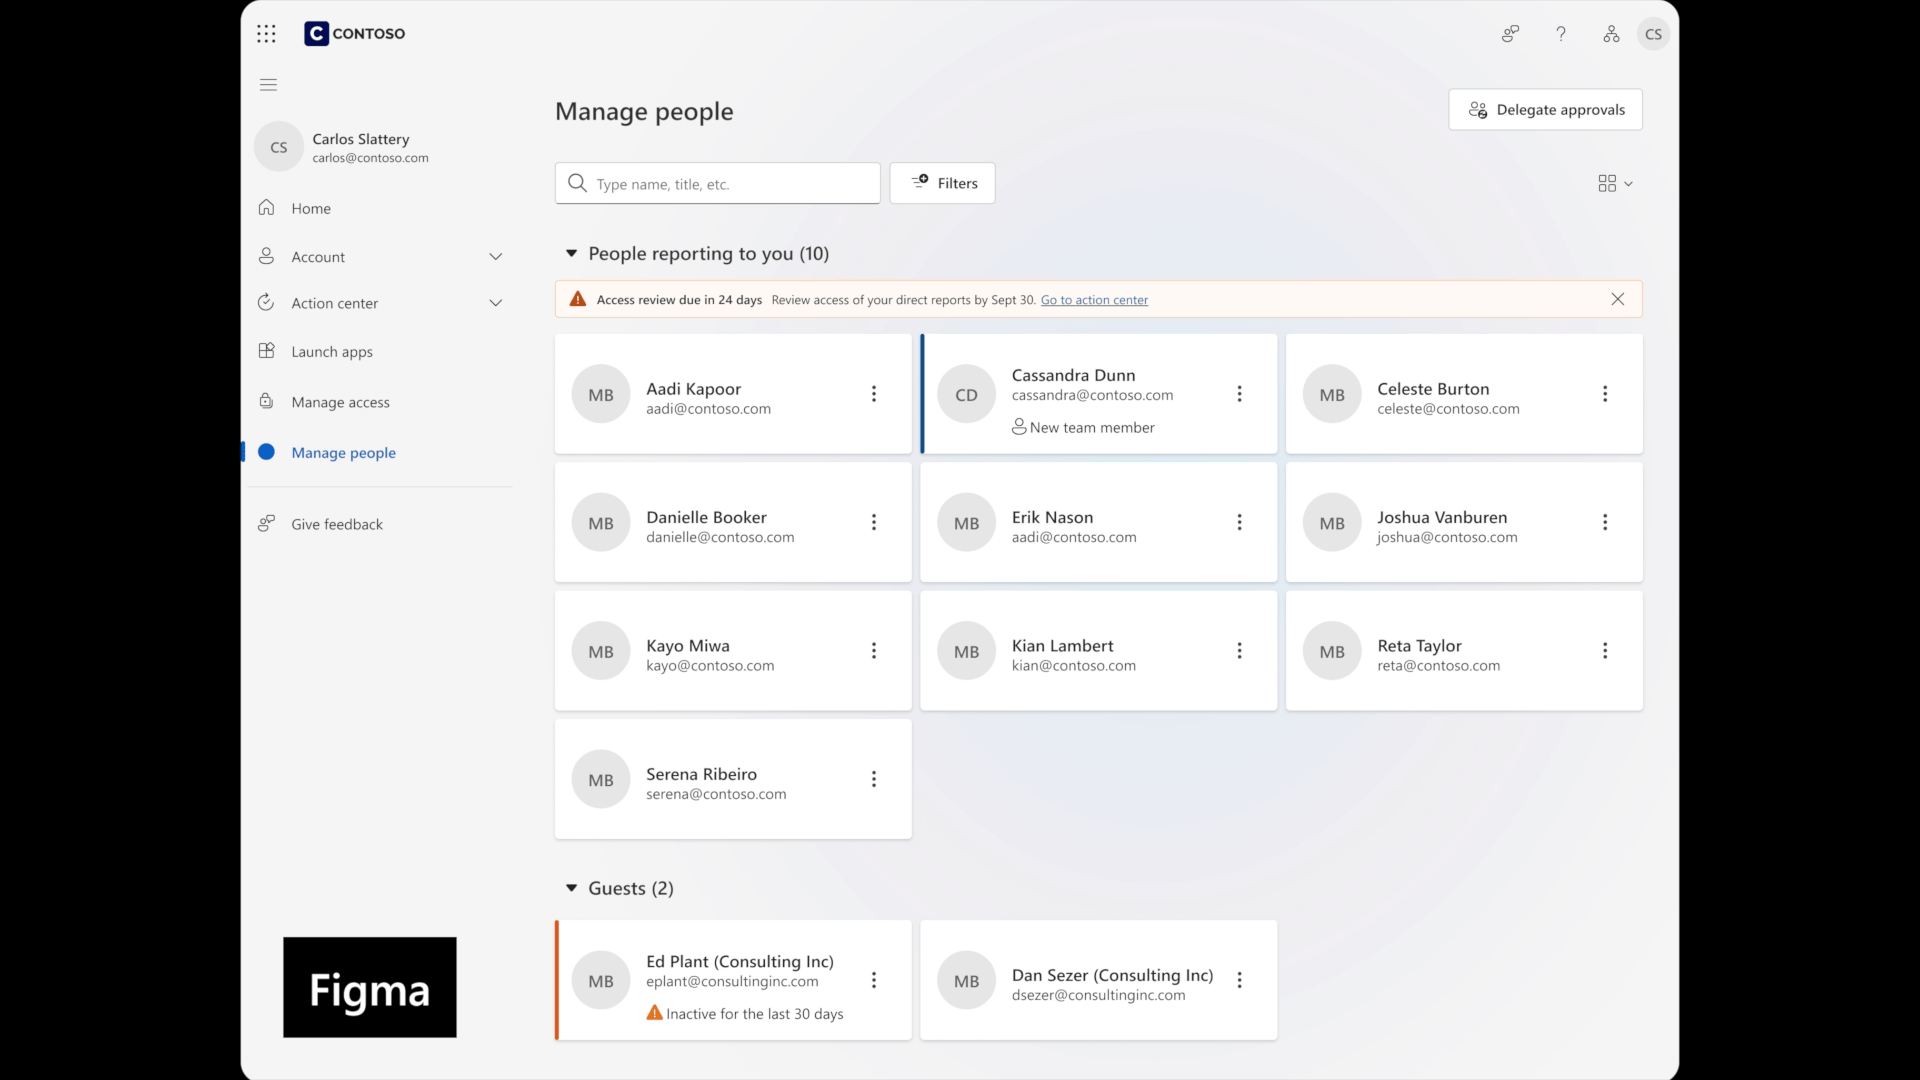 C CONTOSO
CS
CS
Carlos Slattery
carlos@contoso.com
Home
Account
Action center
Launch apps
Manage access
Manage people
Give feedback
Manage people
Delegate approvals
Type name, title, etc.
Filters
People reporting to you (10)
Access review due in 24 days Review access of your direct reports by Sept 30. Go to action center
MB
Aadi Kapoor
aadi@contoso.com
CD
Cassandra Dunn
cassandra@contoso.com
New team member
MB
Celeste Burton
celeste@contoso.com
MB
Danielle Booker
danielle@contoso.com
MB
Erik Nason
aadi@contoso.com
MB
Joshua Vanburen
joshua@contoso.com
MB
Kayo Miwa
kayo@contoso.com
MB
Kian Lambert
kian@contoso.com
MB
Reta Taylor
reta@contoso.com
MB
Serena Ribeiro
serena@contoso.com
Guests (2)
MB
Ed Plant (Consulting Inc)
eplant@consultinginc.com
Inactive for the last 30 days
MB
Dan Sezer (Consulting Inc)
dsezer@consultinginc.com
Figma